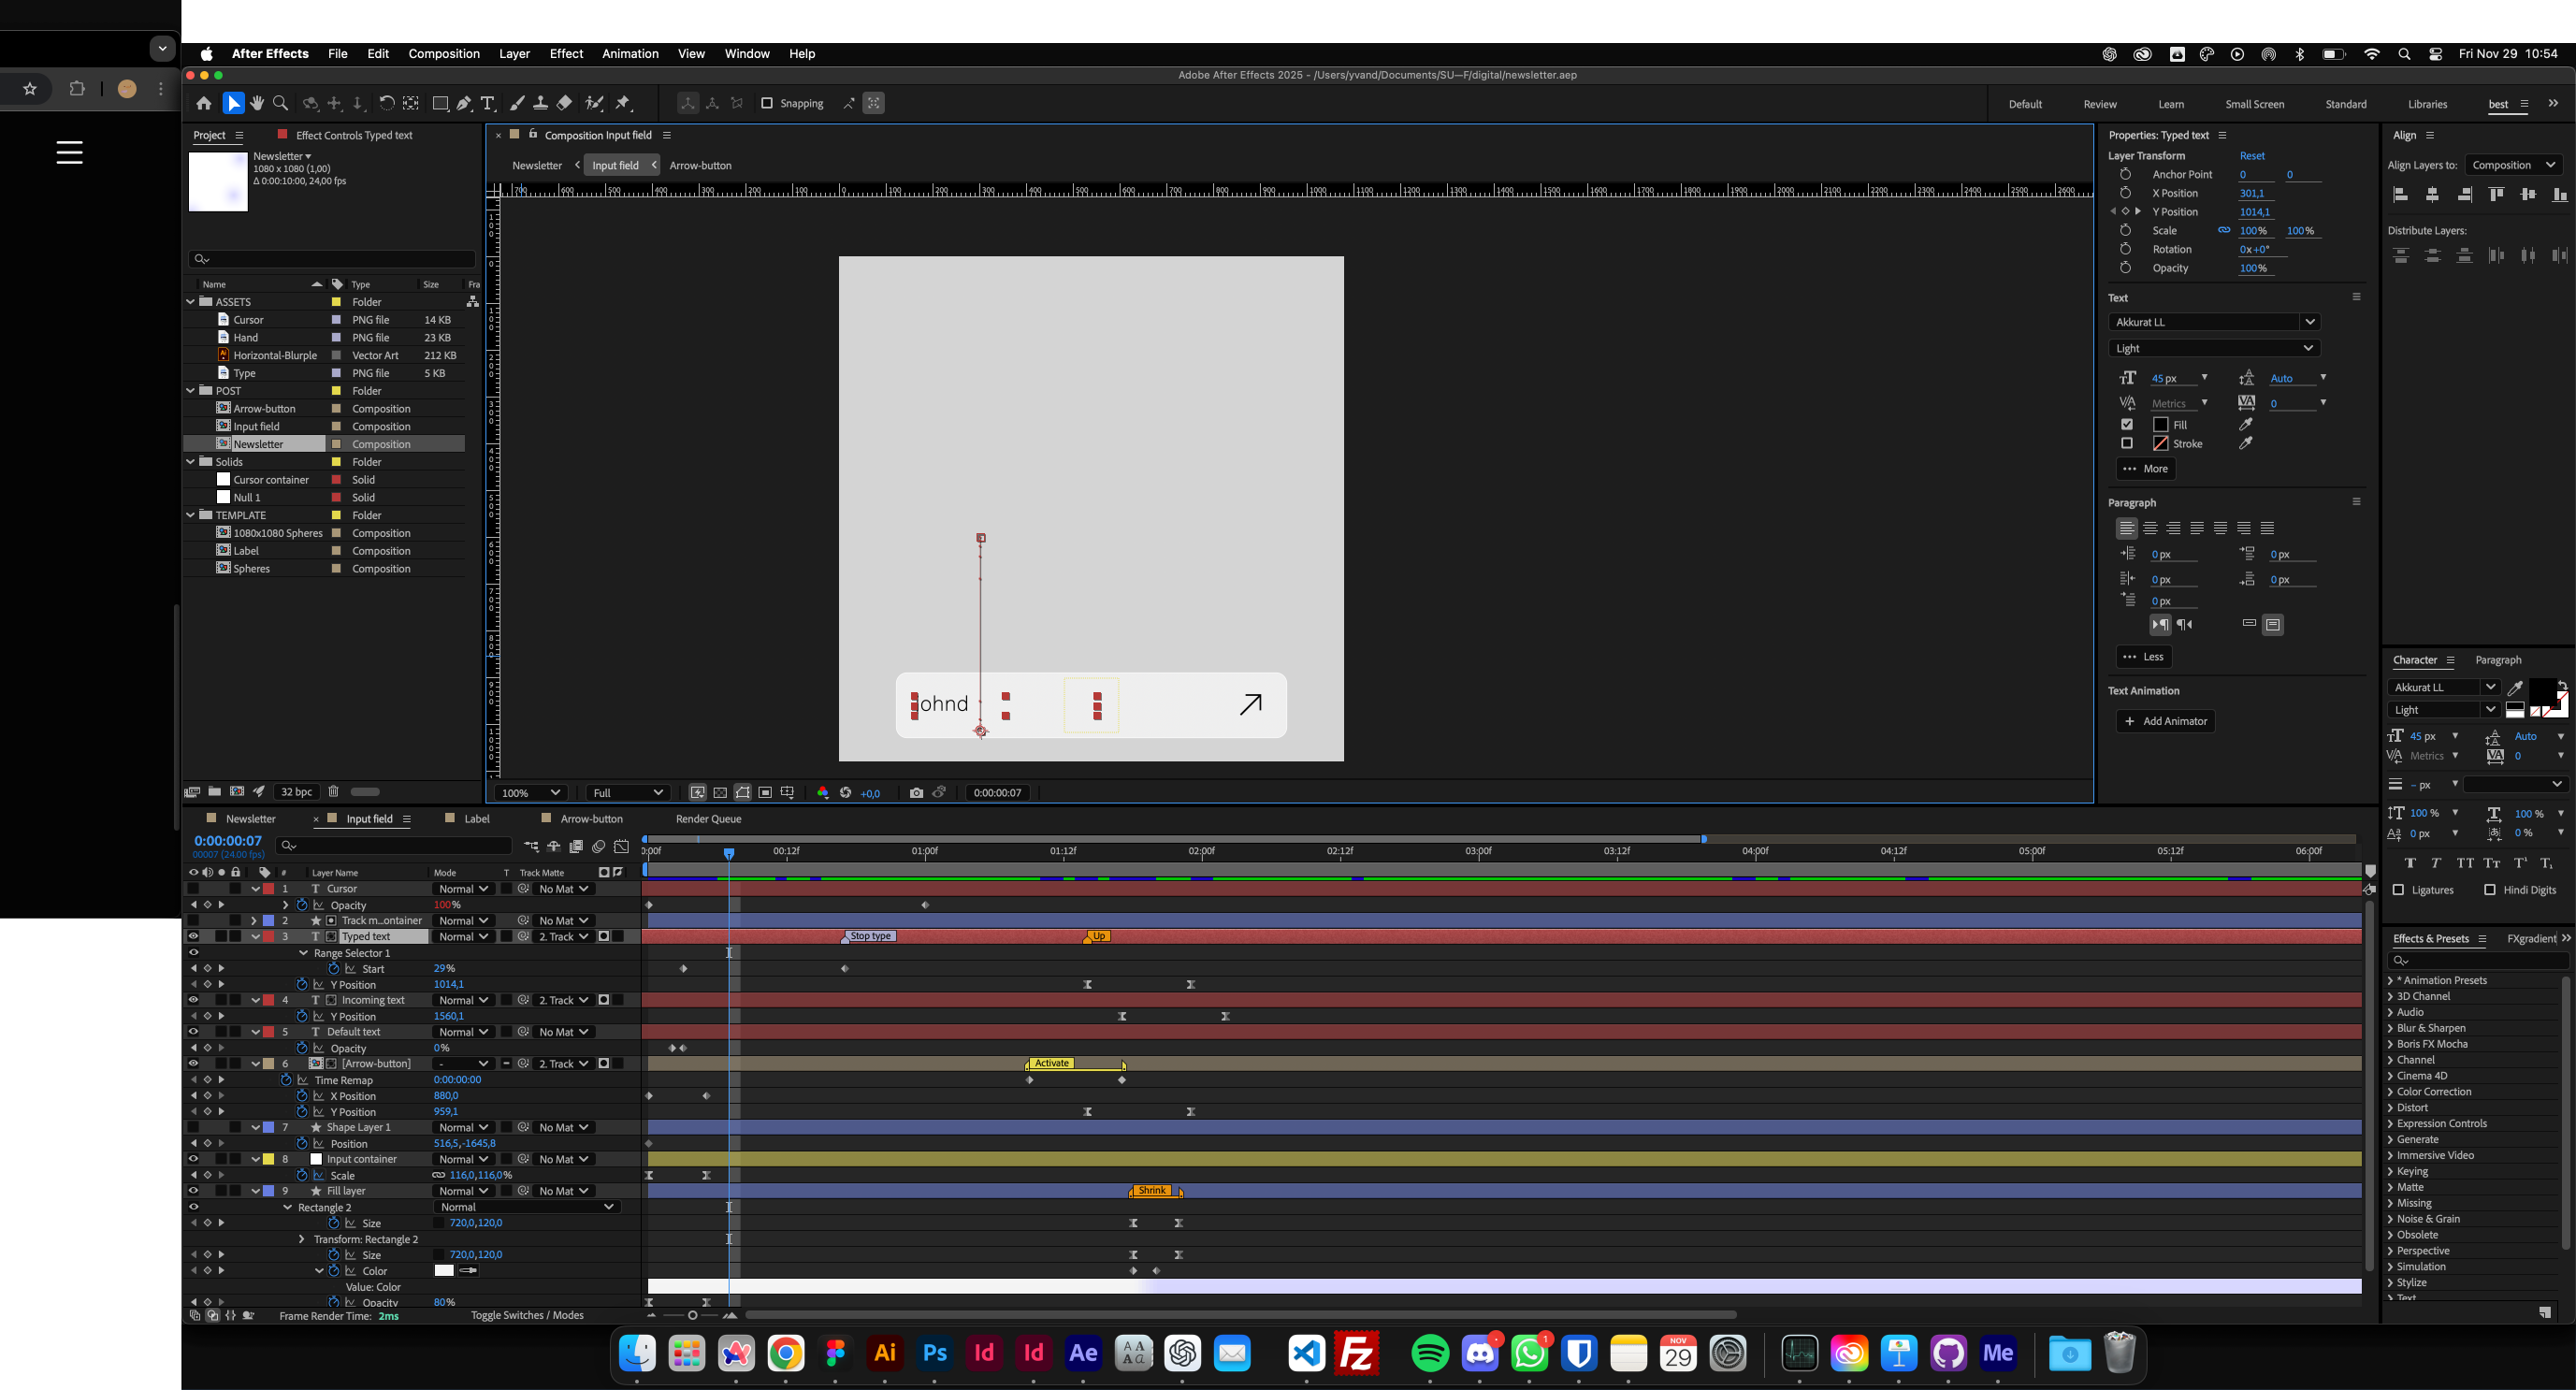 After Effects File Edit Composition Layer Effect Animation View Window Help Fri Nov 29 10:54
Adobe After Effects 2025 - /Users/yvand/Documents/SU—F/digital/newsletter.aep
Snapping Default Review Learn Small Screen Standard Libraries best
Project Effect Controls Typed text
Newsletter
1080 x 1080 (1,00)
Δ 0:00:10:00, 24,00 fps
Name Type Size Fra
ASSETS Folder
Cursor PNG file 14 KB
Hand PNG file 23 KB
Horizontal-Blurple Vector Art 212 KB
Type PNG file 5 KB
POST Folder
Arrow-button Composition
Input field Composition
Newsletter Composition
Solids Folder
Cursor container Solid
Null 1 Solid
TEMPLATE Folder
1080x1080 Spheres Composition
Label Composition
Spheres Composition
32 bpc
Composition Input field
Newsletter Input field Arrow-button
johnd
100% Full +0,0 0:00:00:07
Properties: Typed text
Layer Transform Reset
Anchor Point 0 0
X Position 301,1
Y Position 1014,1
Scale 100% 100%
Rotation 0x+0°
Opacity 100%
Text
Akkurat LL
Light
45 px Auto
Metrics 0
Fill
Stroke
More
Paragraph
0 px 0 px
0 px 0 px
0 px
Less
Text Animation
+ Add Animator
Align
Align Layers to: Composition
Distribute Layers:
Character Paragraph
Akkurat LL
Light
45 px Auto
Metrics 0
- px
100 % 100 %
0 px 0 %
Ligatures Hindi Digits
Effects & Presets FXgradient
* Animation Presets
3D Channel
Audio
Blur & Sharpen
Boris FX Mocha
Channel
Cinema 4D
Color Correction
Distort
Expression Controls
Generate
Immersive Video
Keying
Matte
Missing
Noise & Grain
Obsolete
Perspective
Simulation
Stylize
Text
Newsletter Input field Label Arrow-button Render Queue
0:00:00:07
00007 (24.00 fps)
0:00f 00:12f 01:00f 01:12f 02:00f 02:12f 03:00f 03:12f 04:00f 04:12f 05:00f 05:12f 06:00f
# Layer Name Mode T Track Matte
1 Cursor Normal No Mat
Opacity 100%
2 Track m...ontainer Normal No Mat
3 Typed text Normal 2. Track Stop type Up
Range Selector 1
Start 29%
Y Position 1014,1
4 Incoming text Normal 2. Track
Y Position 1560,1
5 Default text Normal No Mat
Opacity 0%
6 [Arrow-button] - 2. Track Activate
Time Remap 0:00:00:00
X Position 880,0
Y Position 959,1
7 Shape Layer 1 Normal No Mat
Position 516,5,-1645,8
8 Input container Normal No Mat
Scale 116,0,116,0%
9 Fill layer Normal No Mat Shrink
Rectangle 2 Normal
Size 720,0,120,0
Transform: Rectangle 2
Size 720,0,120,0
Color
Value: Color
Opacity 80%
Frame Render Time: 2ms Toggle Switches / Modes
Ai Ps Id Id Ae Fz 1 NOV 29 Me